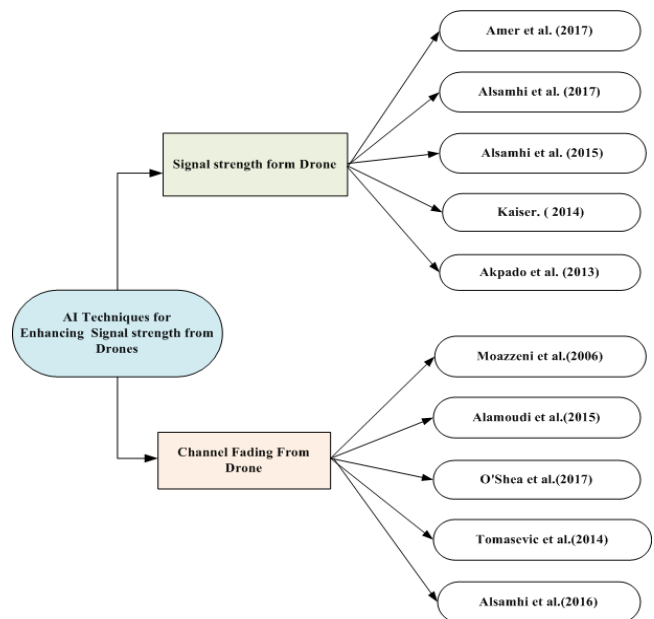 AI Techniques for
Enhancing Signal strength from
Drones
Signal strength form Drone
Amer et al. (2017)
Alsamhi et al. (2017)
Alsamhi et al. (2015)
Kaiser. ( 2014)
Akpado et al. (2013)
Channel Fading From
Drone
Moazzeni et al.(2006)
Alamoudi et al.(2015)
O'Shea et al.(2017)
Tomasevic et al.(2014)
Alsamhi et al.(2016)